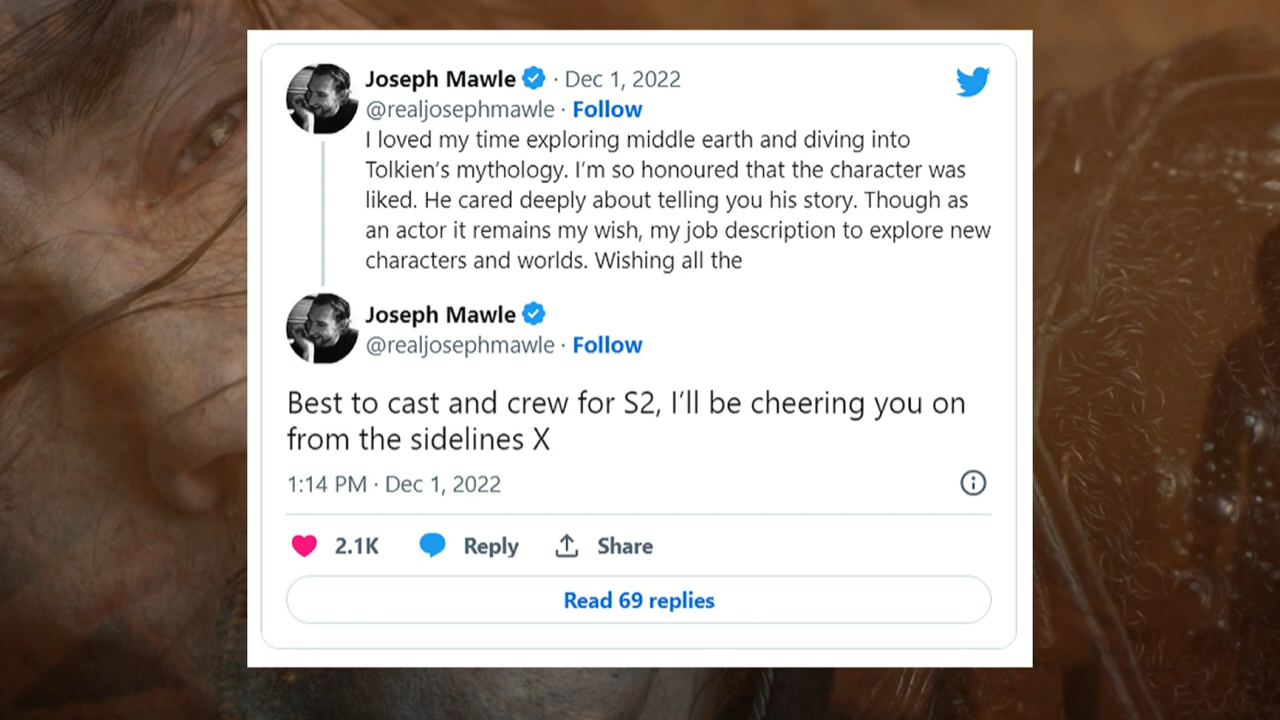 Joseph Mawle · Dec 1, 2022
@realjosephmawle · Follow
I loved my time exploring middle earth and diving into
Tolkien's mythology. I'm so honoured that the character was
liked. He cared deeply about telling you his story. Though as
an actor it remains my wish, my job description to explore new
characters and worlds. Wishing all the
Joseph Mawle
@realjosephmawle · Follow
Best to cast and crew for S2, I'll be cheering you on
from the sidelines X
1:14 PM · Dec 1, 2022
2.1K Reply Share
Read 69 replies